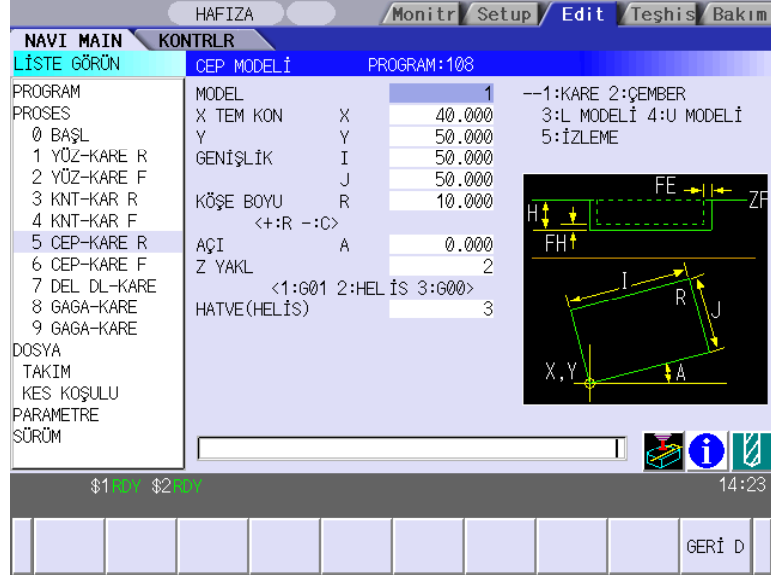 HAFIZA
Monitr Setup Edit Teşhis Bakım
NAVI MAIN KONTRLR
LİSTE GÖRÜN
CEP MODELİ PROGRAM:108
PROGRAM
PROSES
0 BAŞL
1 YÜZ-KARE R
2 YÜZ-KARE F
3 KNT-KAR R
4 KNT-KAR F
5 CEP-KARE R
6 CEP-KARE F
7 DEL DL-KARE
8 GAGA-KARE
9 GAGA-KARE
DOSYA
TAKIM
KES KOŞULU
PARAMETRE
SÜRÜM
MODEL 1
X TEM KON X 40.000
Y Y 50.000
GENİŞLİK I 50.000
J 50.000
KÖŞE BOYU R 10.000
<+:R -:C>
AÇI A 0.000
Z YAKL 2
<1:G01 2:HELİS 3:G00>
HATVE(HELİS) 3
--1:KARE 2:ÇEMBER
3:L MODELİ 4:U MODELİ
5:İZLEME
FE
ZF
H
FH
I
R
J
X,Y
A
$1 RDY $2 RDY
14:23
GERİ D